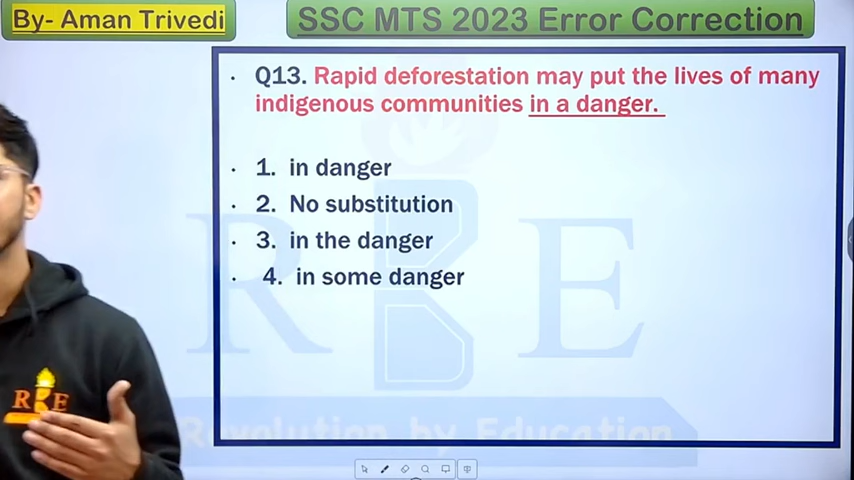 By- Aman Trivedi
SSC MTS 2023 Error Correction
• Q13. Rapid deforestation may put the lives of many
indigenous communities in a danger.
• 1. in danger
• 2. No substitution
• 3. in the danger
• 4. in some danger
RBE
Revolution by Education
RBE